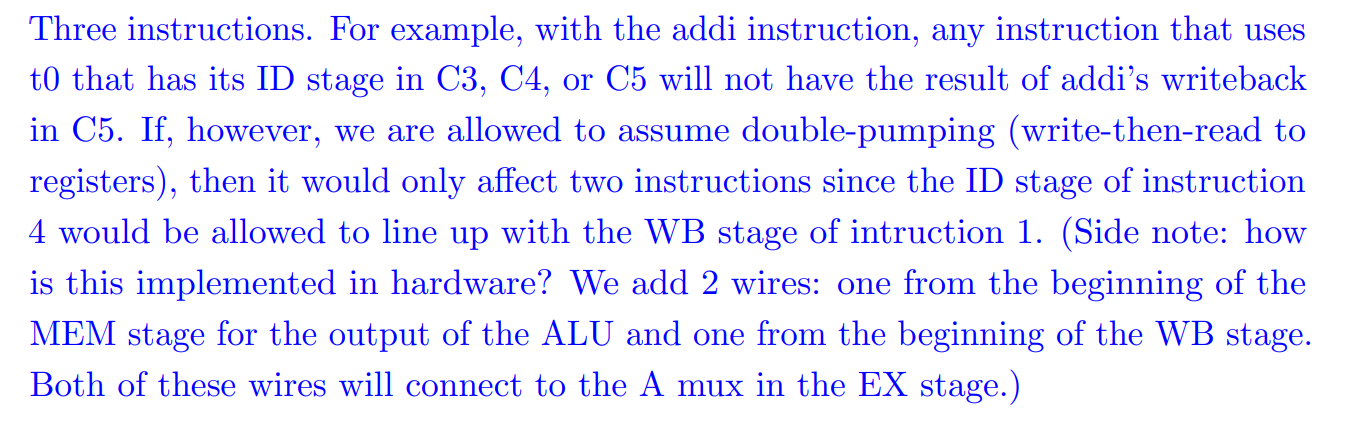 Three instructions. For example, with the addi instruction, any instruction that uses
t0 that has its ID stage in C3, C4, or C5 will not have the result of addi’s writeback
in C5. If, however, we are allowed to assume double-pumping (write-then-read to
registers), then it would only affect two instructions since the ID stage of instruction
4 would be allowed to line up with the WB stage of intruction 1. (Side note: how
is this implemented in hardware? We add 2 wires: one from the beginning of the
MEM stage for the output of the ALU and one from the beginning of the WB stage.
Both of these wires will connect to the A mux in the EX stage.)